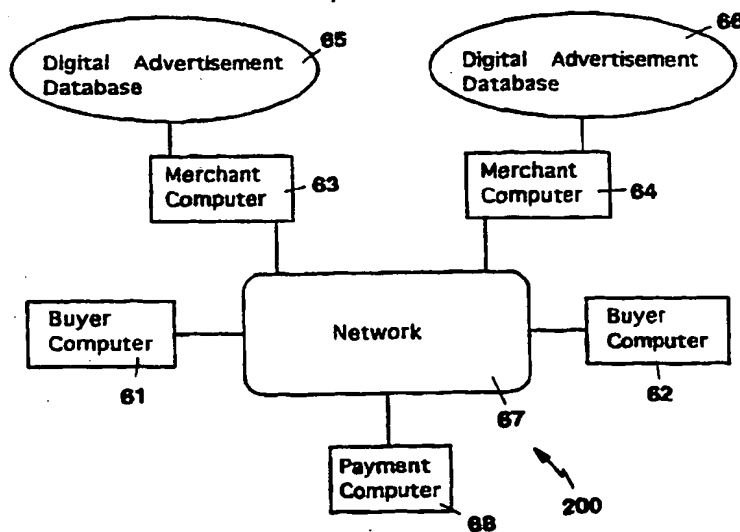 65
Digital Advertisement
Database
66
Digital Advertisement
Database
Merchant
Computer
63
Merchant
Computer
64
Buyer
Computer
61
Network
67
Buyer
Computer
62
Payment
Computer
68
200